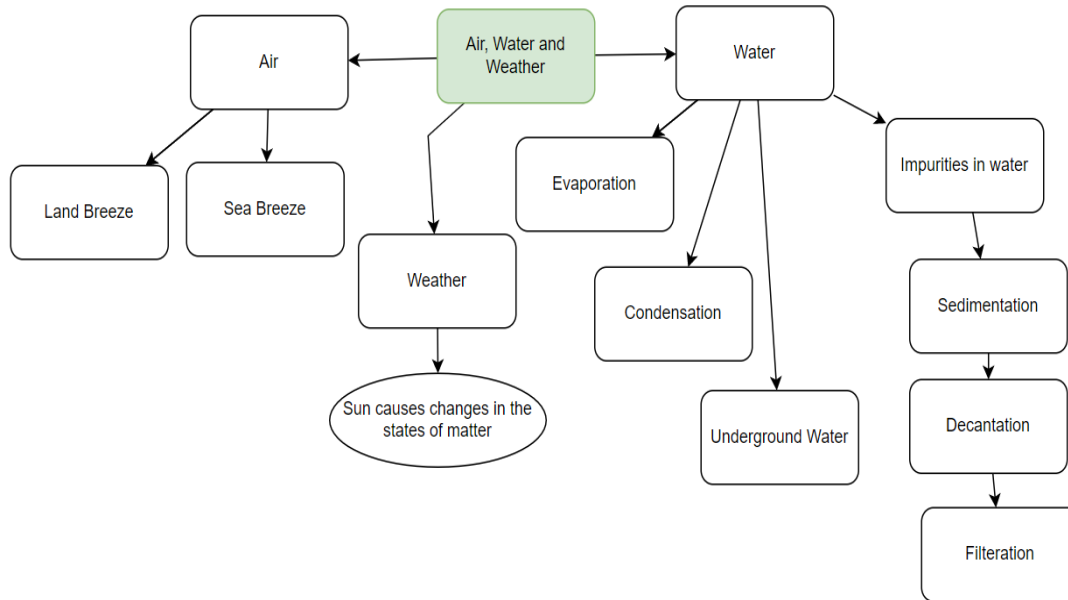 Air, Water and
Weather
Air
Water
Land Breeze
Sea Breeze
Weather
Sun causes changes in the
states of matter
Evaporation
Condensation
Underground Water
Impurities in water
Sedimentation
Decantation
Filteration